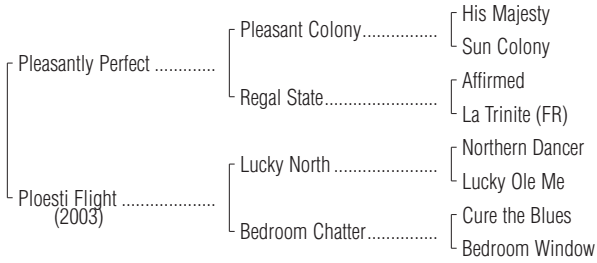 His Majesty
Pleasant Colony................
Sun Colony
Pleasantly Perfect .............
Affirmed
Regal State........................
La Trinite (FR)
Northern Dancer
Lucky North ......................
Lucky Ole Me
Ploesti Flight ....................
(2003)
Cure the Blues
Bedroom Chatter...............
Bedroom Window